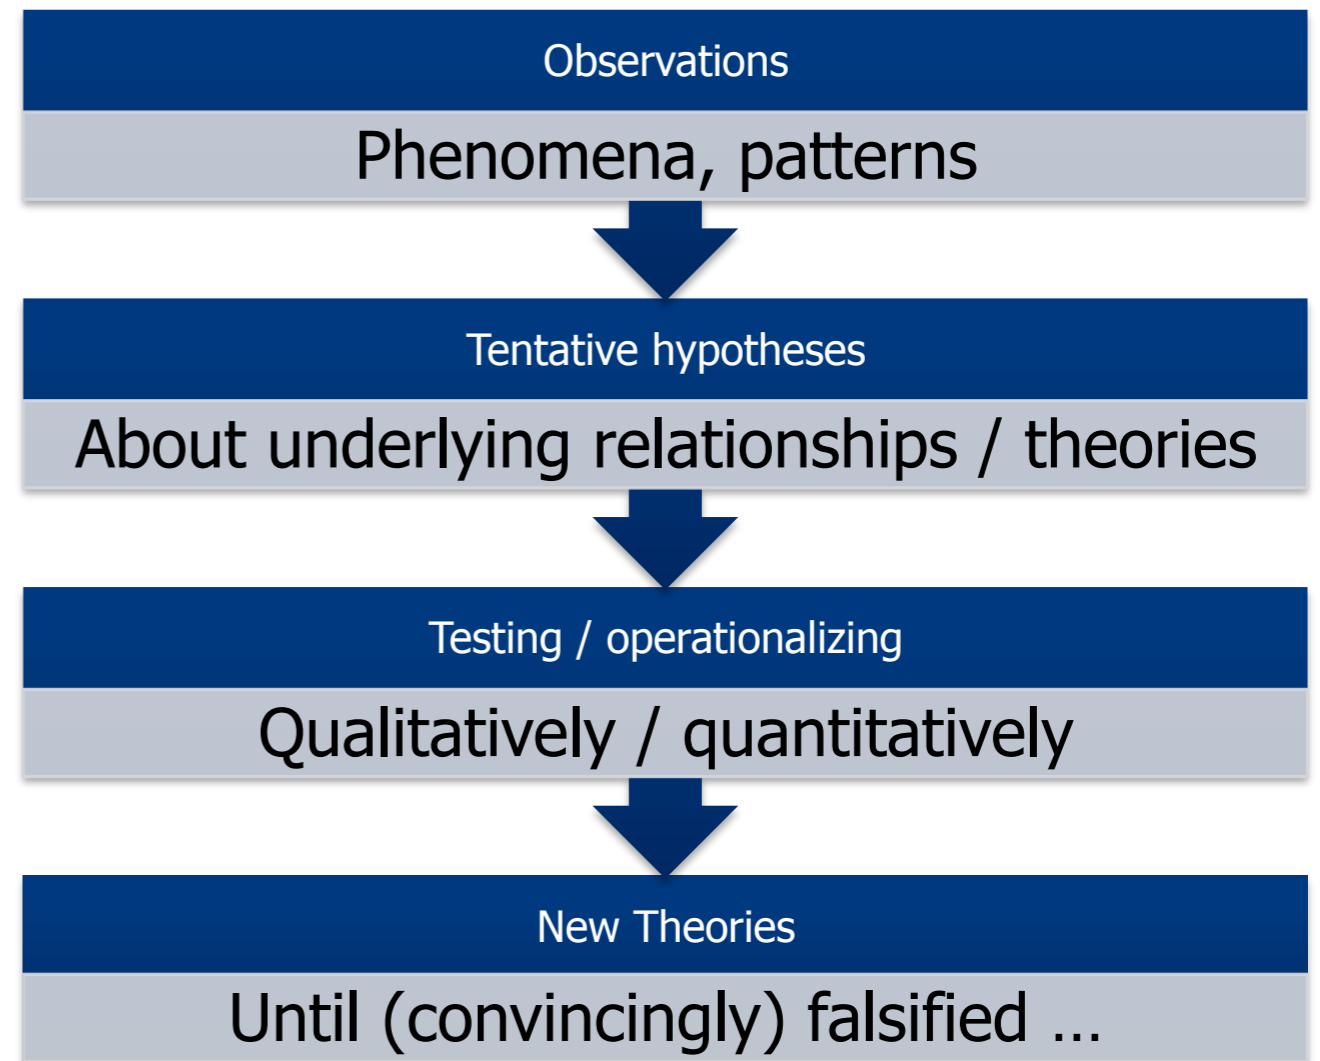 Observations
Phenomena, patterns
Tentative hypotheses
About underlying relationships / theories
Testing / operationalizing
Qualitatively / quantitatively
New Theories
Until (convincingly) falsified ...